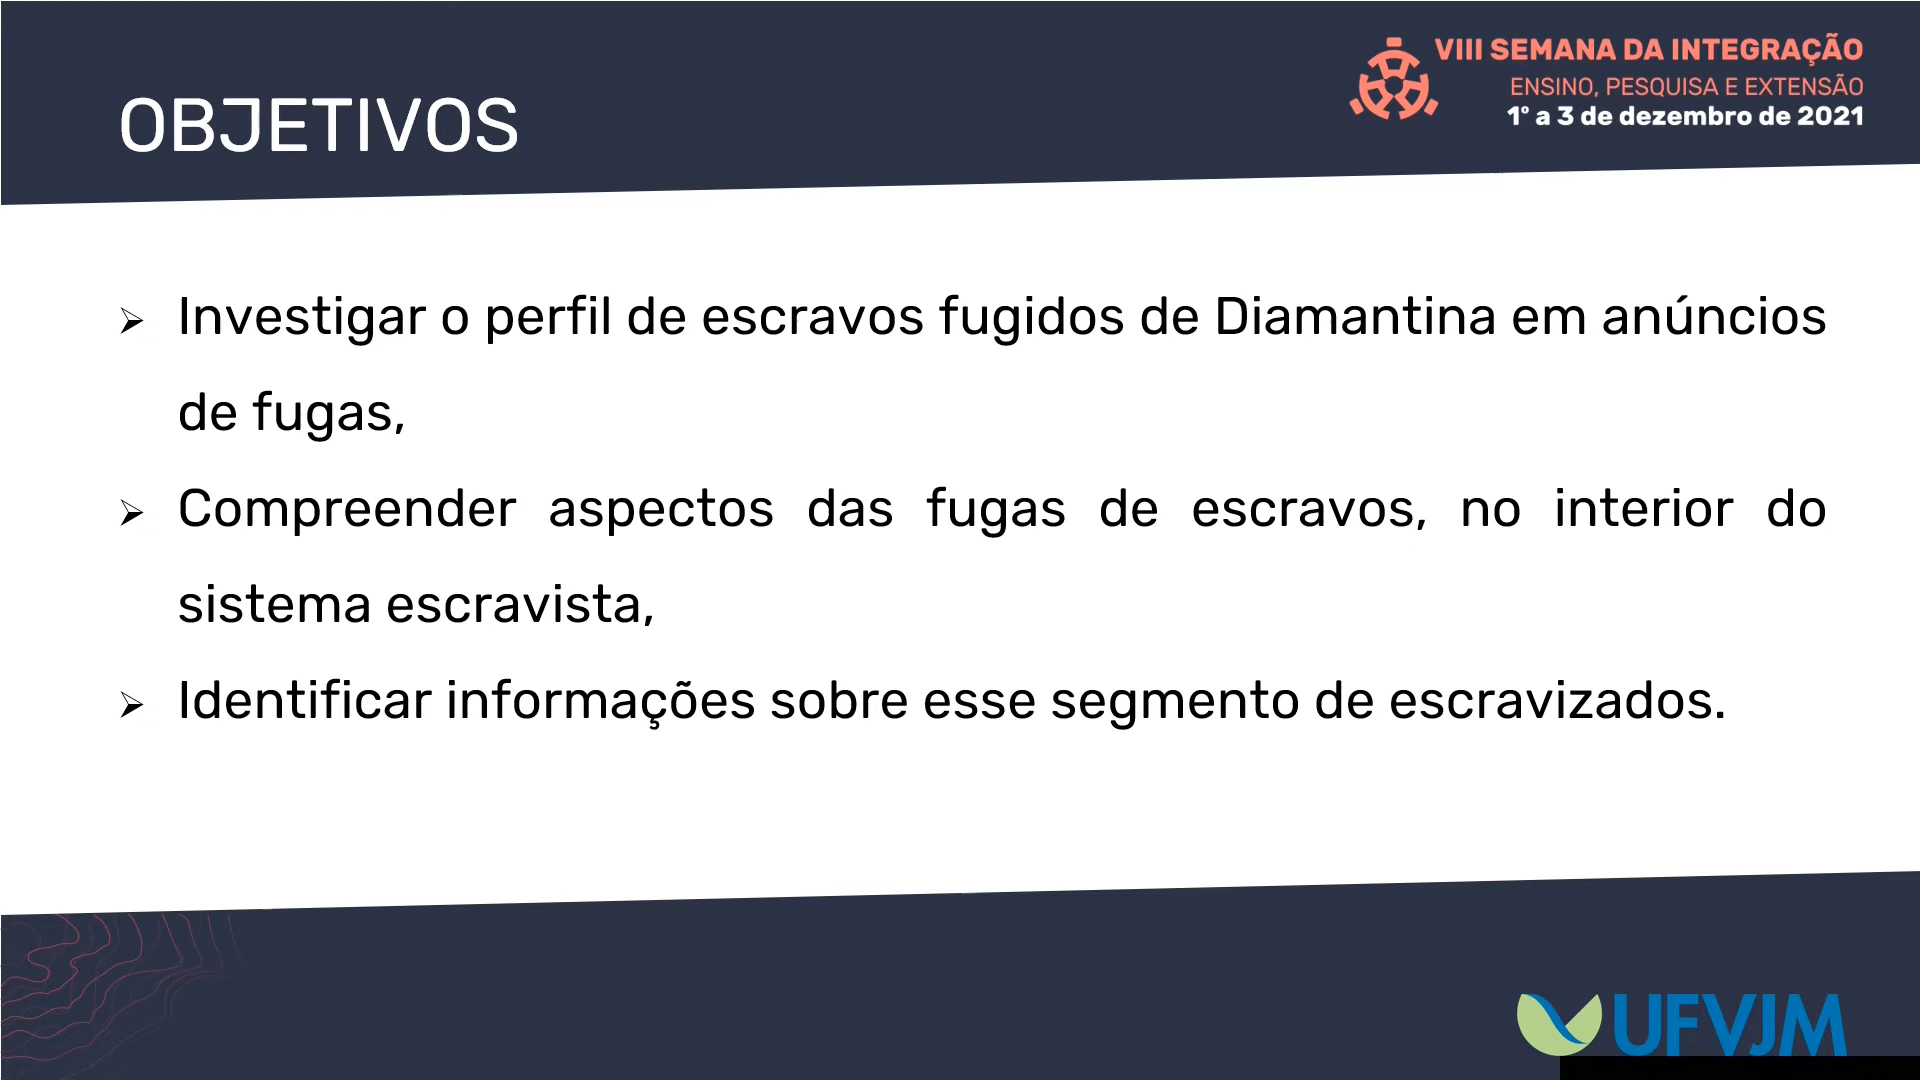 VIII SEMANA DA INTEGRAÇÃO
ENSINO, PESQUISA E EXTENSÃO
1º a 3 de dezembro de 2021
OBJETIVOS
Investigar o perfil de escravos fugidos de Diamantina em anúncios
de fugas,
Compreender aspectos das fugas de escravos, no interior do
sistema escravista,
Identificar informações sobre esse segmento de escravizados.
UFVJM